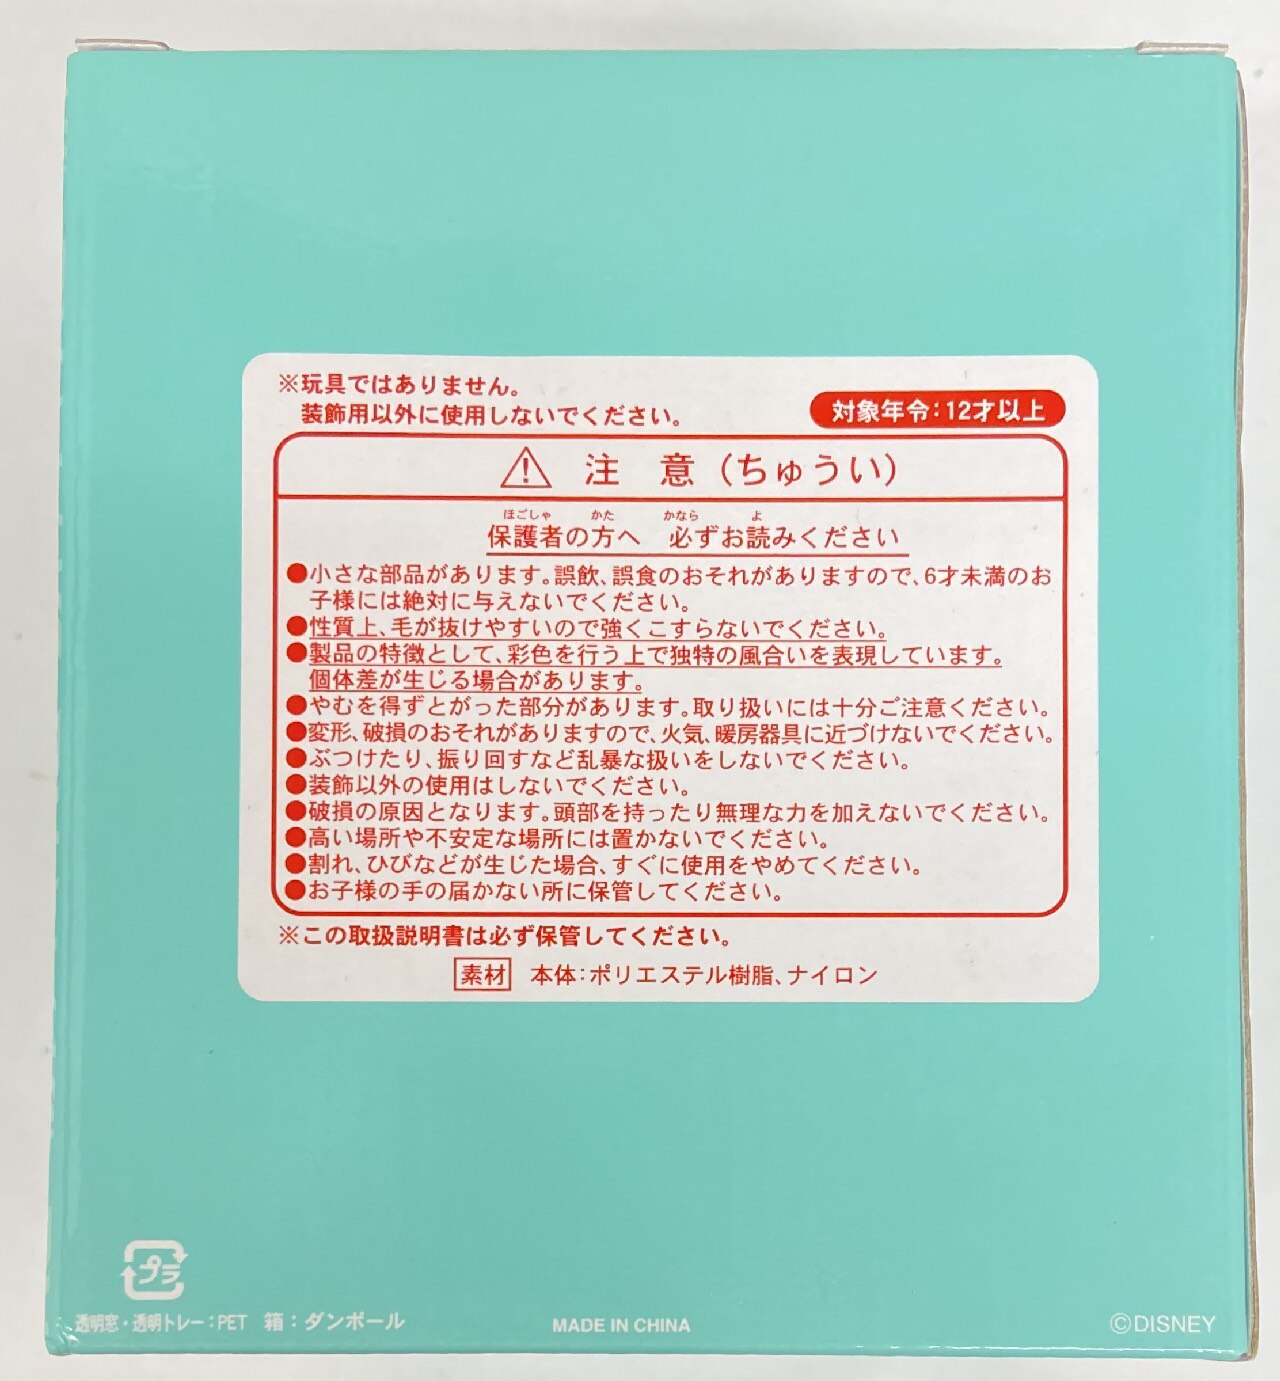 ※玩具ではありません。
装飾用以外に使用しないでください。
対象年令:12才以上
注 意(ちゅうい)
ほごしゃ かた かなら よ
保護者の方へ 必ずお読みください
●小さな部品があります。誤飲、誤食のおそれがありますので、6才未満のお
子様には絶対に与えないでください。
●性質上、毛が抜けやすいので強くこすらないでください。
●製品の特徴として、彩色を行う上で独特の風合いを表現しています。
個体差が生じる場合があります。
●やむを得ずとがった部分があります。取り扱いには十分ご注意ください。
●変形、破損のおそれがありますので、火気、暖房器具に近づけないでください。
●ぶつけたり、振り回すなど乱暴な扱いをしないでください。
●装飾以外の使用はしないでください。
●破損の原因となります。頭部を持ったり無理な力を加えないでください。
●高い場所や不安定な場所には置かないでください。
●割れ、ひびなどが生じた場合、すぐに使用をやめてください。
●お子様の手の届かない所に保管してください。
※この取扱説明書は必ず保管してください。
素材 本体:ポリエステル樹脂、ナイロン
プラ
透明窓・透明トレー:PET 箱:ダンボール
MADE IN CHINA
©DISNEY